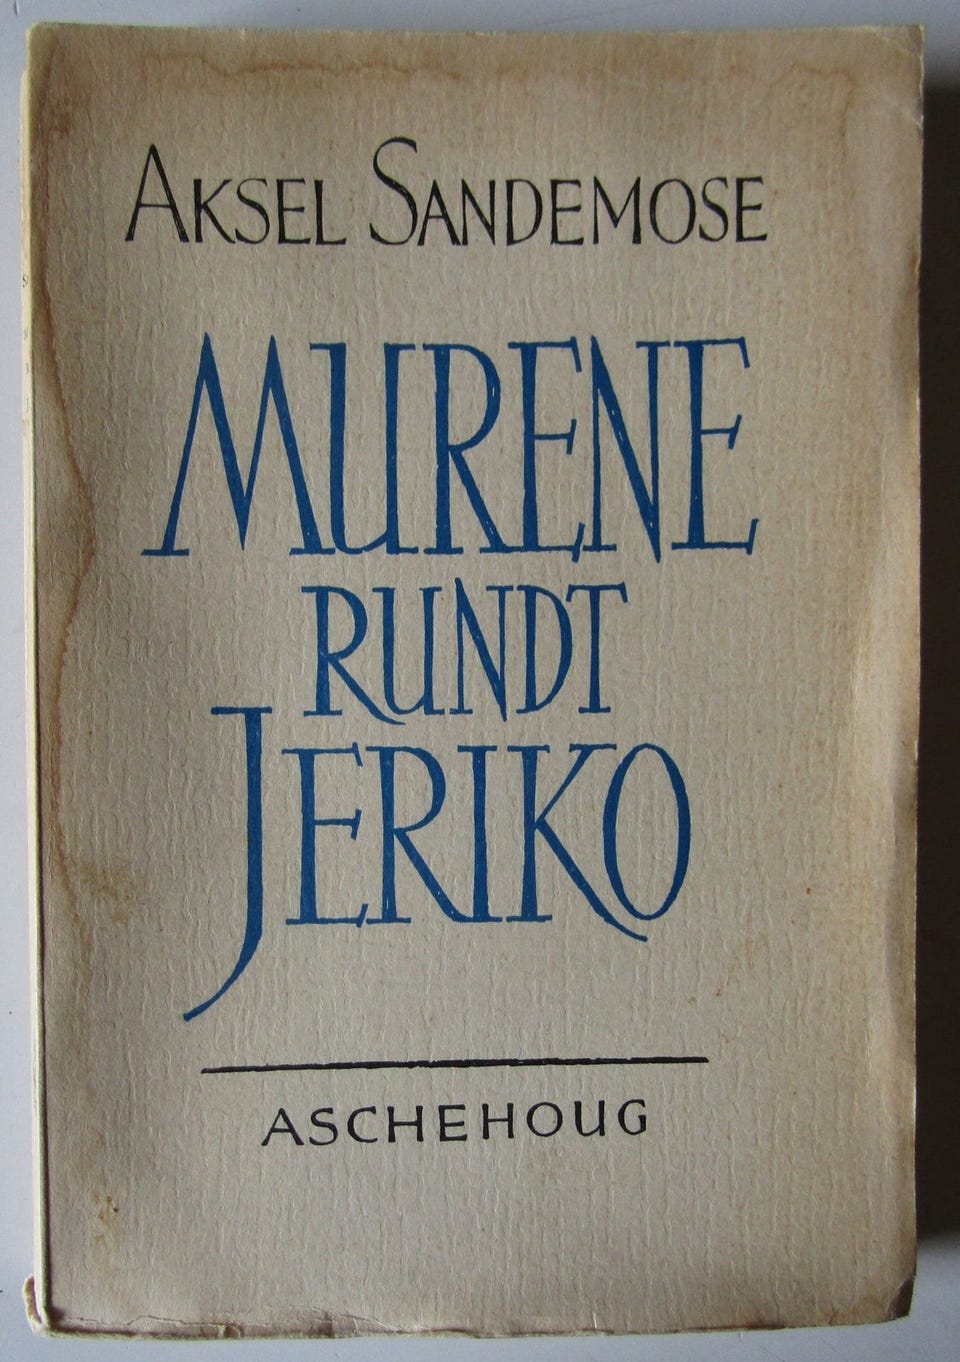 AKSEL SANDEMOSE
MURENE
RUNDT
JERIKO
ASCHEHOUG